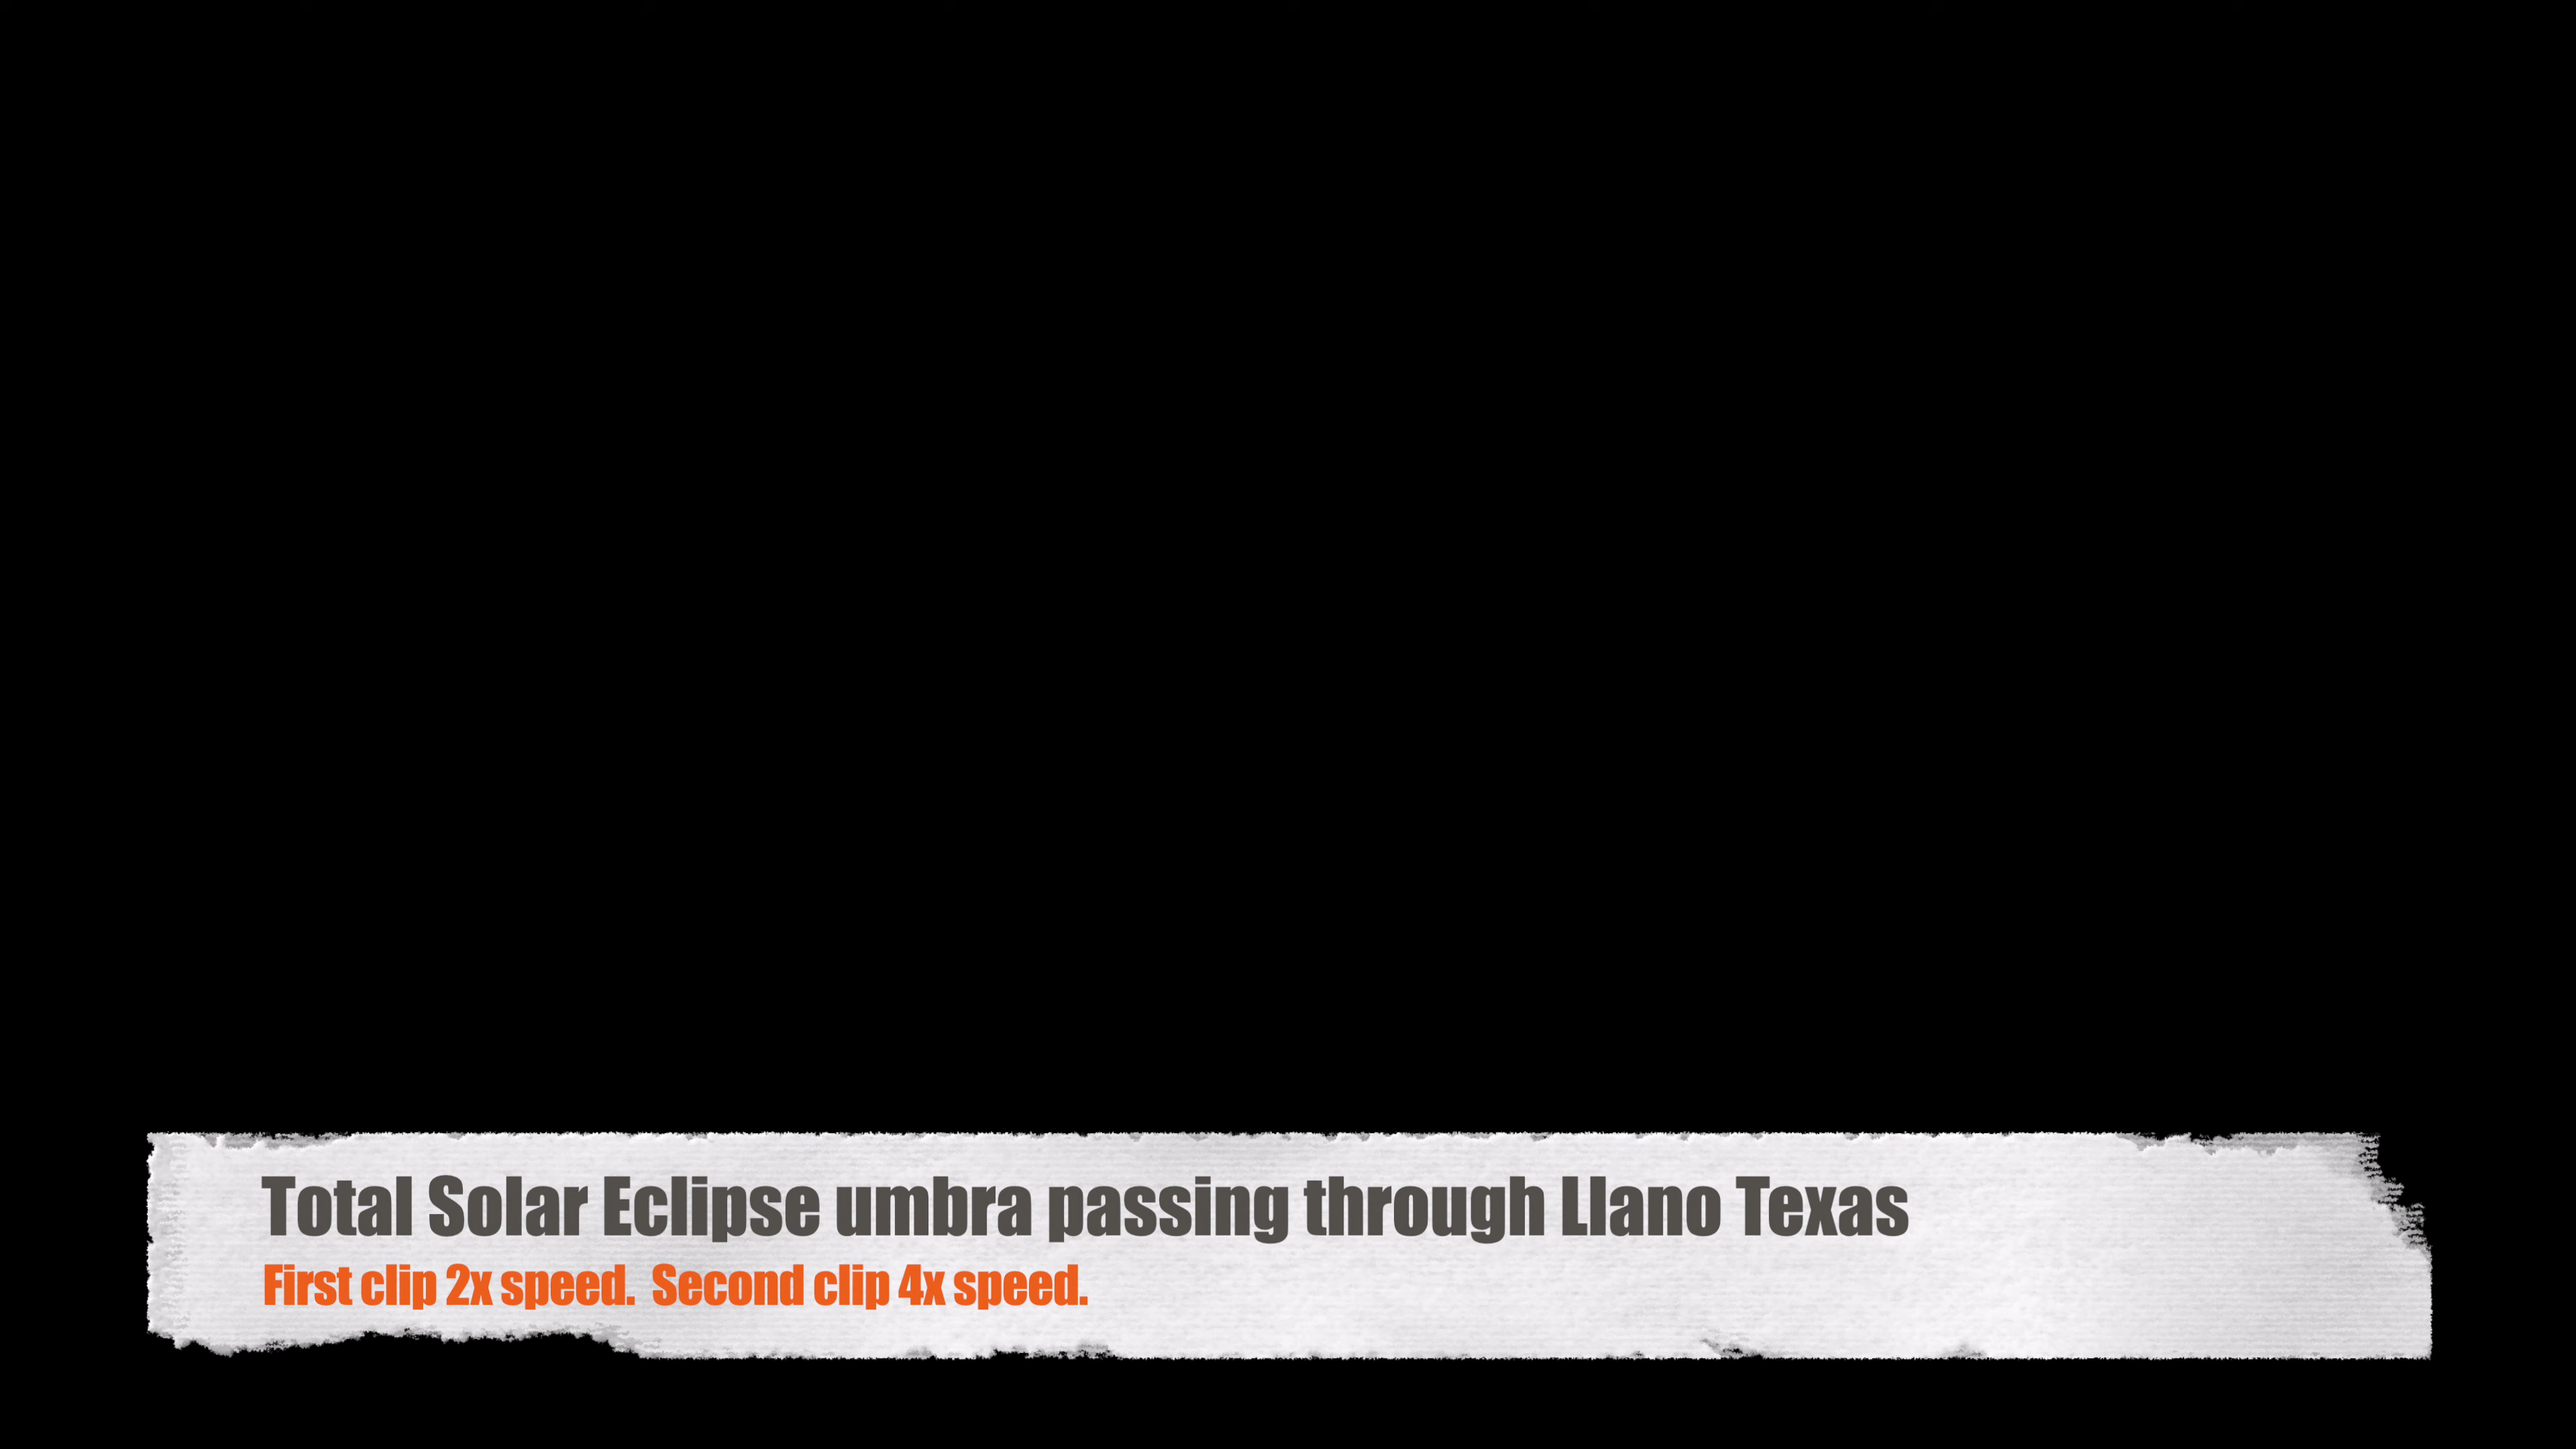 Total Solar Eclipse umbra passing through Llano Texas
First clip 2x speed.  Second clip 4x speed.